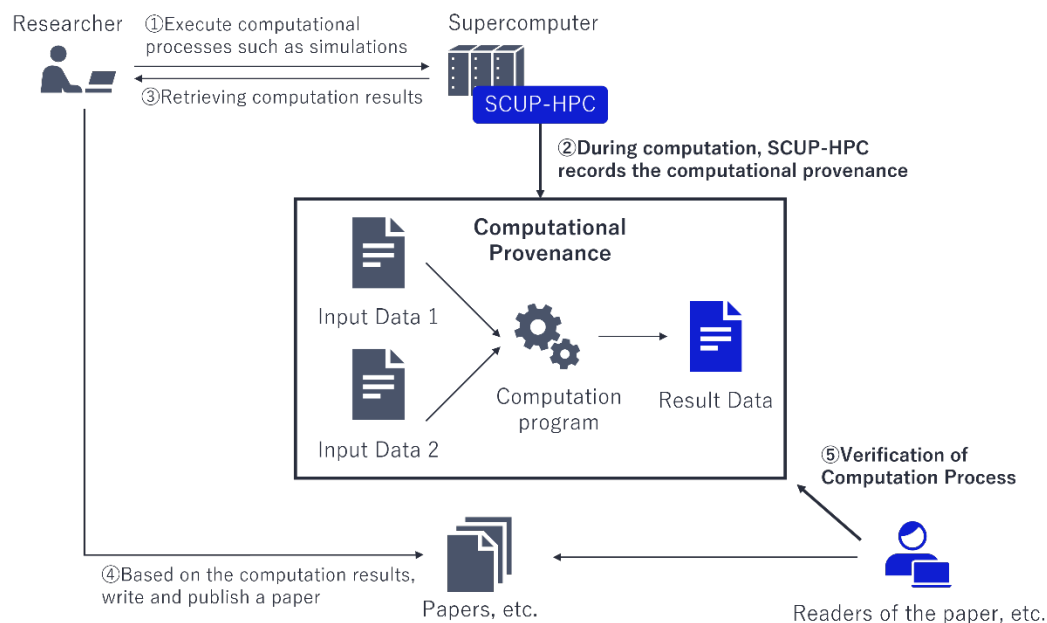 Researcher
①Execute computational
processes such as simulations
Supercomputer
③Retrieving computation results
SCUP-HPC
②During computation, SCUP-HPC
records the computational provenance
Computational
Provenance
Input Data 1
Computation
program
Result Data
Input Data 2
⑤Verification of
Computation Process
④Based on the computation results,
write and publish a paper
Papers, etc.
Readers of the paper, etc.